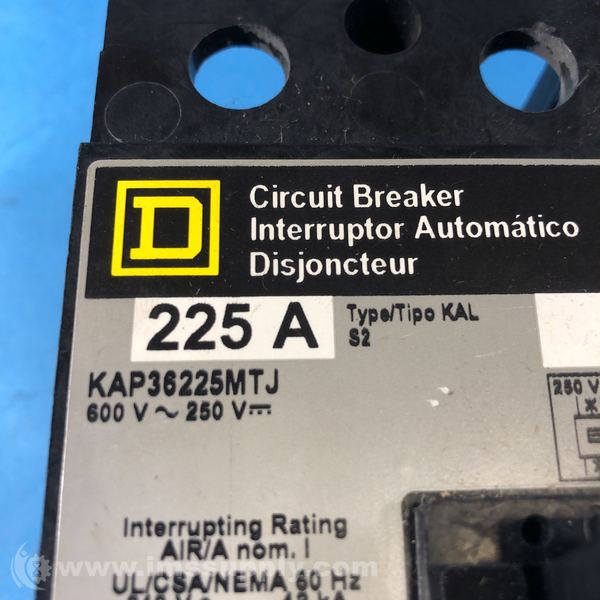 D
Circuit Breaker
Interruptor Automático
Disjoncteur
225 A
Type/Tipo KAL
S2
KAP36225MTJ
600 V ~ 250 V⎓
250 V
Interrupting Rating
AIR/A nom. I
UL/CSA/NEMA 60 Hz
www.imssupply.com